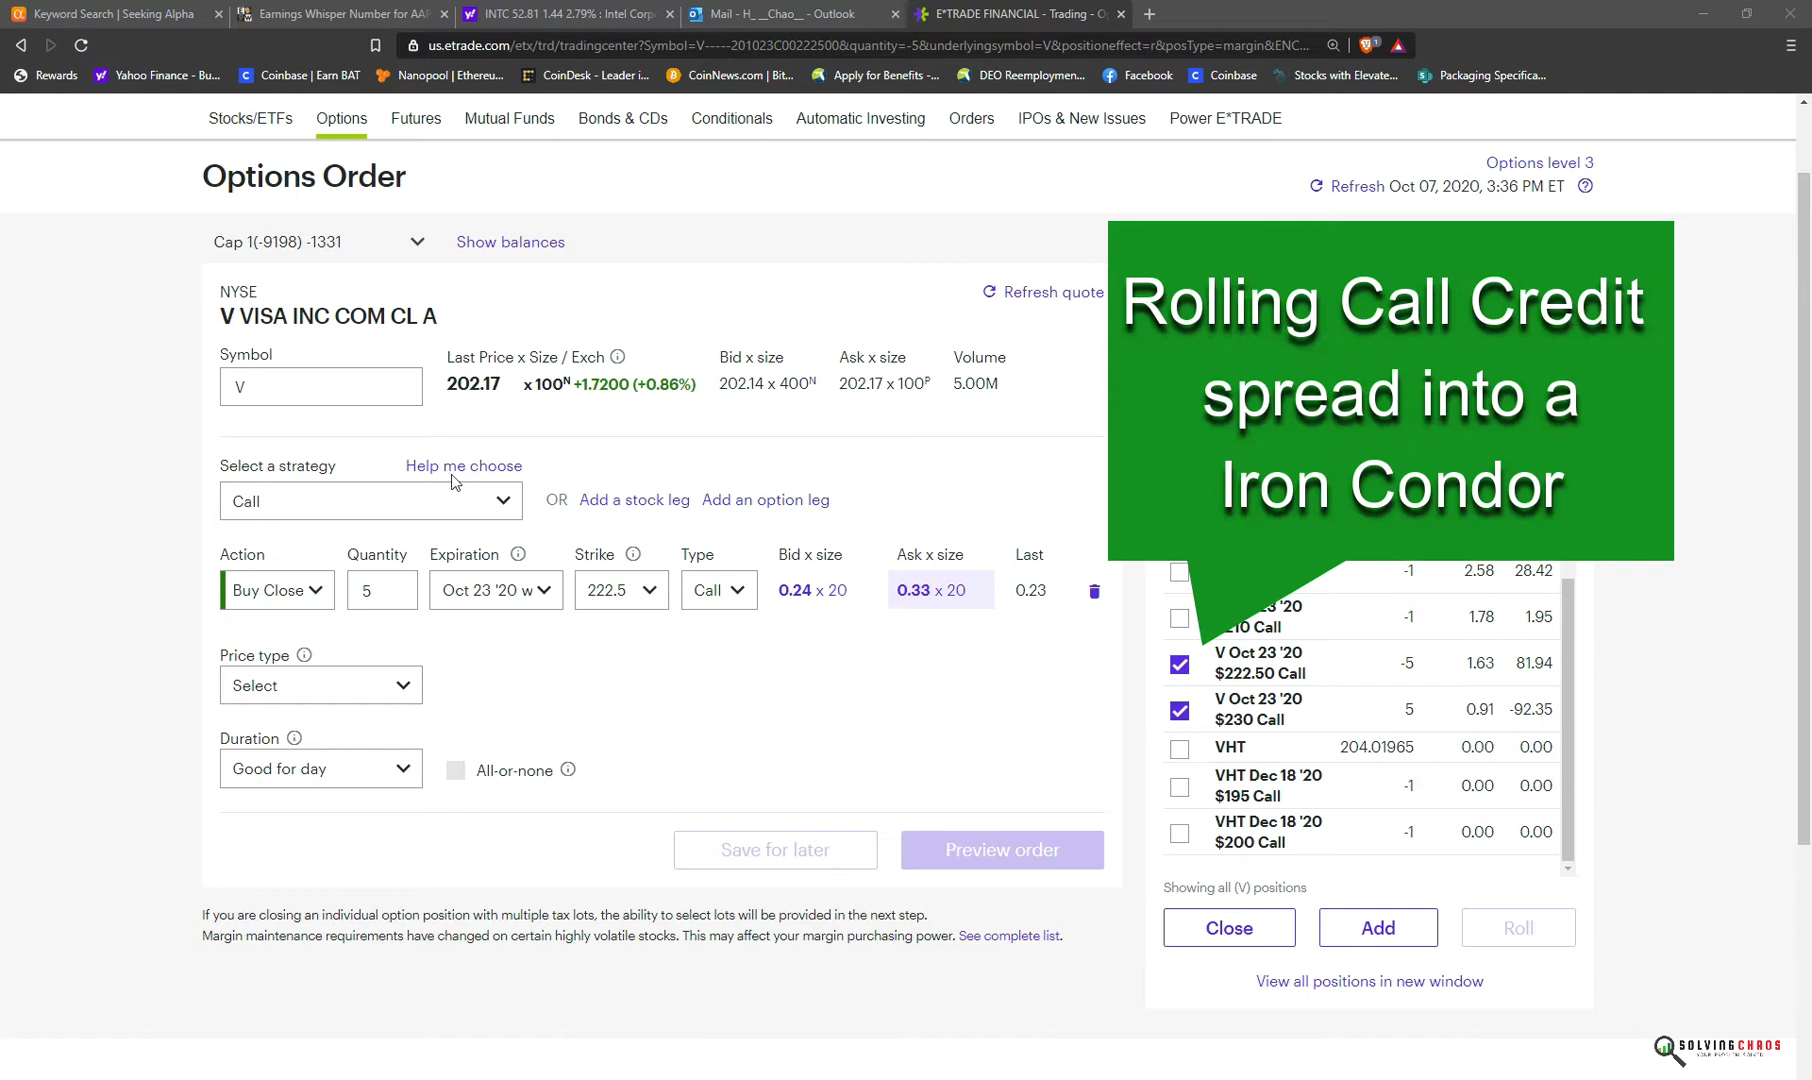 Keyword Search | Seeking Alpha
Earnings Whisper Number for AAP
INTC 52.81 1.44 2.79% : Intel Corp
Mail - H_ __Chao__ - Outlook
E*TRADE FINANCIAL - Trading - O
us.etrade.com/etx/trd/tradingcenter?Symbol=V-----201023C00222500&quantity=-5&underlyingsymbol=V&positioneffect=r&posType=margin&ENC...
1
Rewards
Yahoo Finance - Bu...
Coinbase | Earn BAT
Nanopool | Ethereu...
CoinDesk - Leader i...
CoinNews.com | Bit...
Apply for Benefits -...
DEO Reemploymen...
Facebook
Coinbase
Stocks with Elevate...
Packaging Specifica...
Stocks/ETFs
Options
Futures
Mutual Funds
Bonds & CDs
Conditionals
Automatic Investing
Orders
IPOs & New Issues
Power E*TRADE
Options Order
Options level 3
Refresh Oct 07, 2020, 3:36 PM ET
Cap 1(-9198) -1331
Show balances
NYSE
Refresh quote
V VISA INC COM CL A
Symbol
Last Price x Size / Exch
Bid x size
Ask x size
Volume
V
202.17 x 100N +1.7200 (+0.86%)
202.14 x 400N
202.17 x 100P
5.00M
Rolling Call Credit
spread into a
Iron Condor
Select a strategy
Help me choose
Call
OR
Add a stock leg
Add an option leg
Action
Quantity
Expiration
Strike
Type
Bid x size
Ask x size
Last
Buy Close
5
Oct 23 '20 w
222.5
Call
0.24 x 20
0.33 x 20
0.23
Price type
Select
Duration
Good for day
All-or-none
Save for later
Preview order
-1 2.58 28.42
-1 1.78 1.95
Call
V Oct 23 '20
$222.50 Call
-5 1.63 81.94
V Oct 23 '20
$230 Call
5 0.91 -92.35
VHT
204.01965 0.00 0.00
VHT Dec 18 '20
$195 Call
-1 0.00 0.00
VHT Dec 18 '20
$200 Call
-1 0.00 0.00
Showing all (V) positions
Close
Add
Roll
View all positions in new window
If you are closing an individual option position with multiple tax lots, the ability to select lots will be provided in the next step.
Margin maintenance requirements have changed on certain highly volatile stocks. This may affect your margin purchasing power. See complete list.
SOLVINGCHAOS